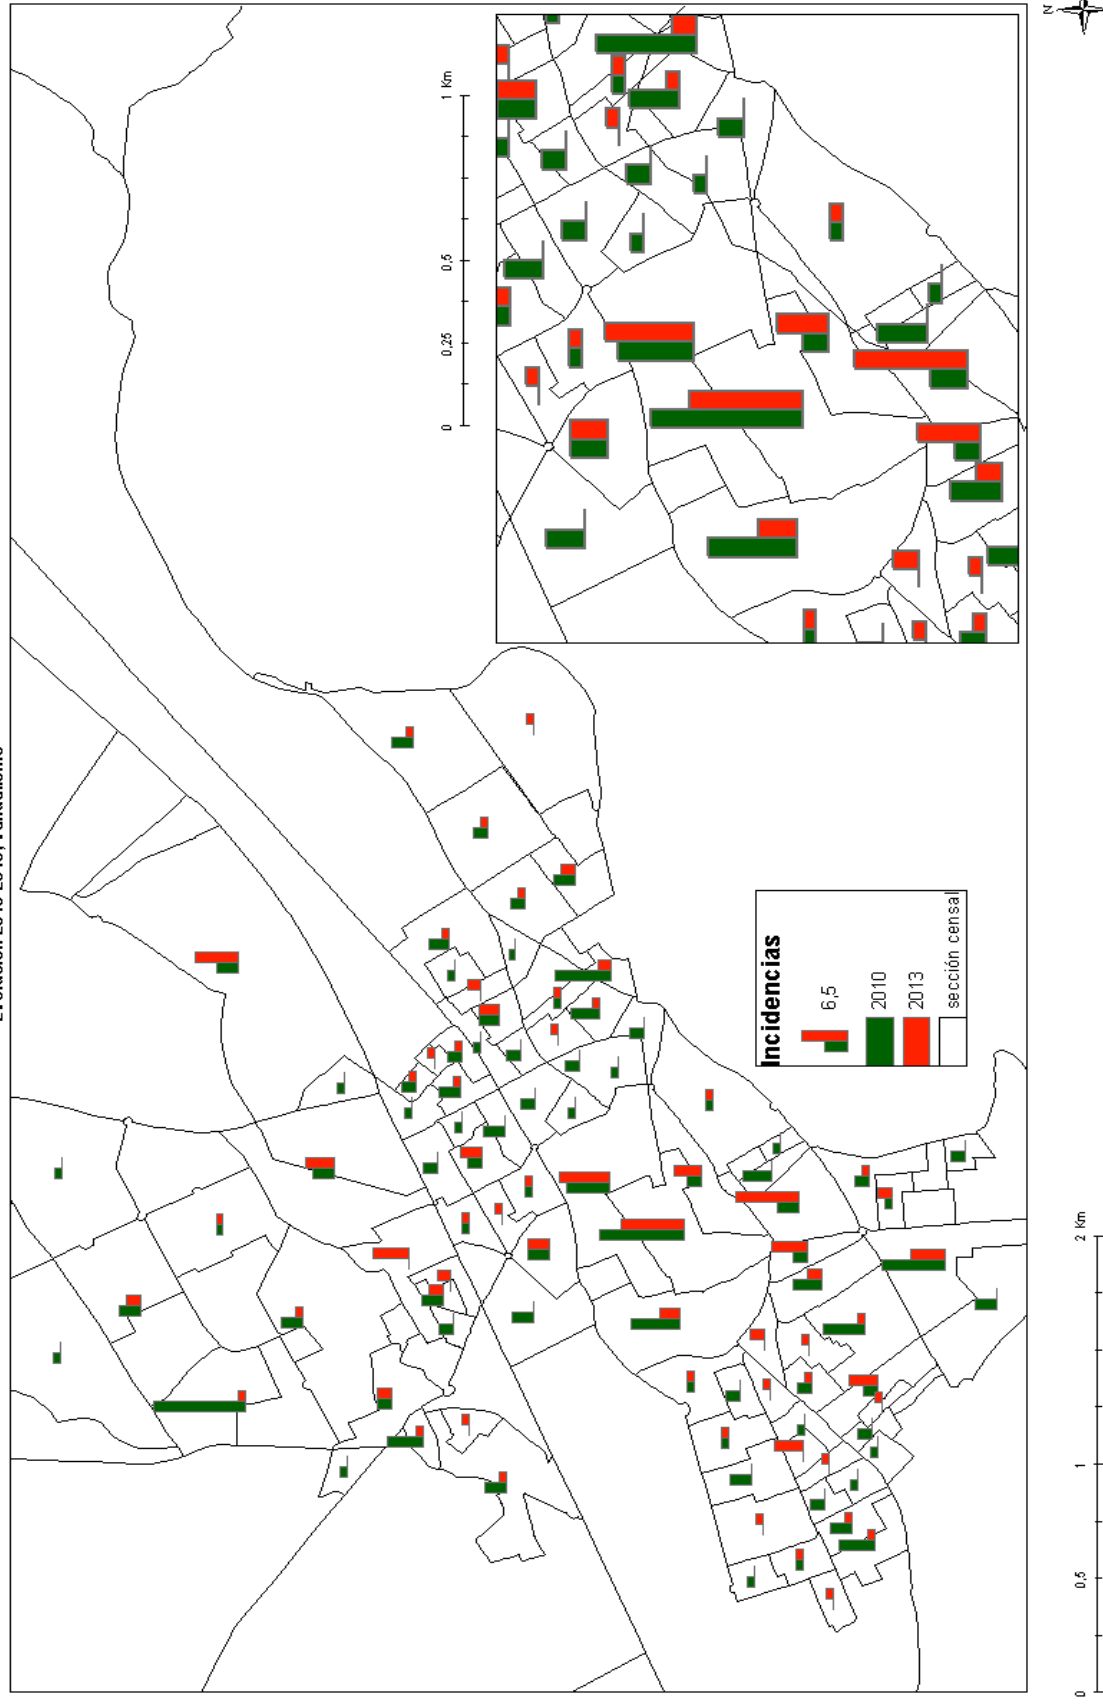 Evolución 2010-2013,
0 0,25 0,5 1 Km
Incidencias
6,5
2010
2013
sección censal
0 0,5 1 2 Km
N